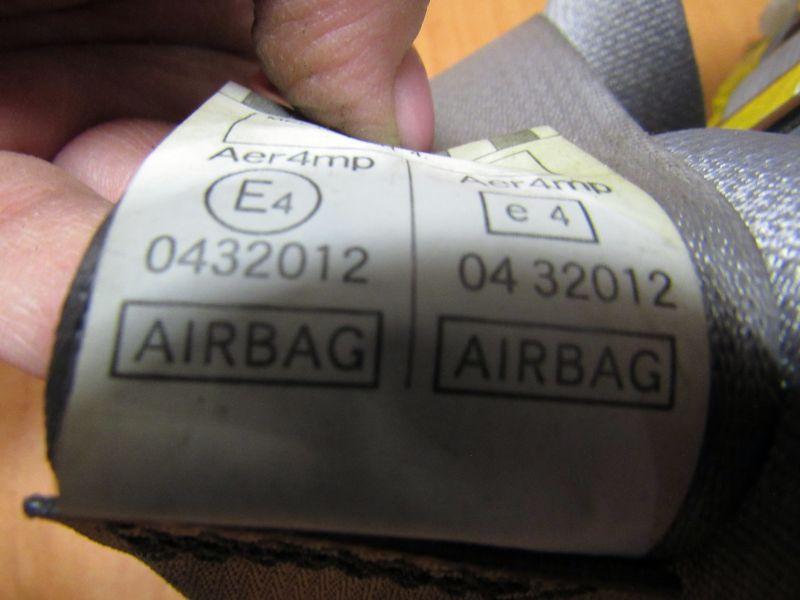 Aer4mp
E4
0432012
AIRBAG
Aer4mp
e 4
04 32012
AIRBAG